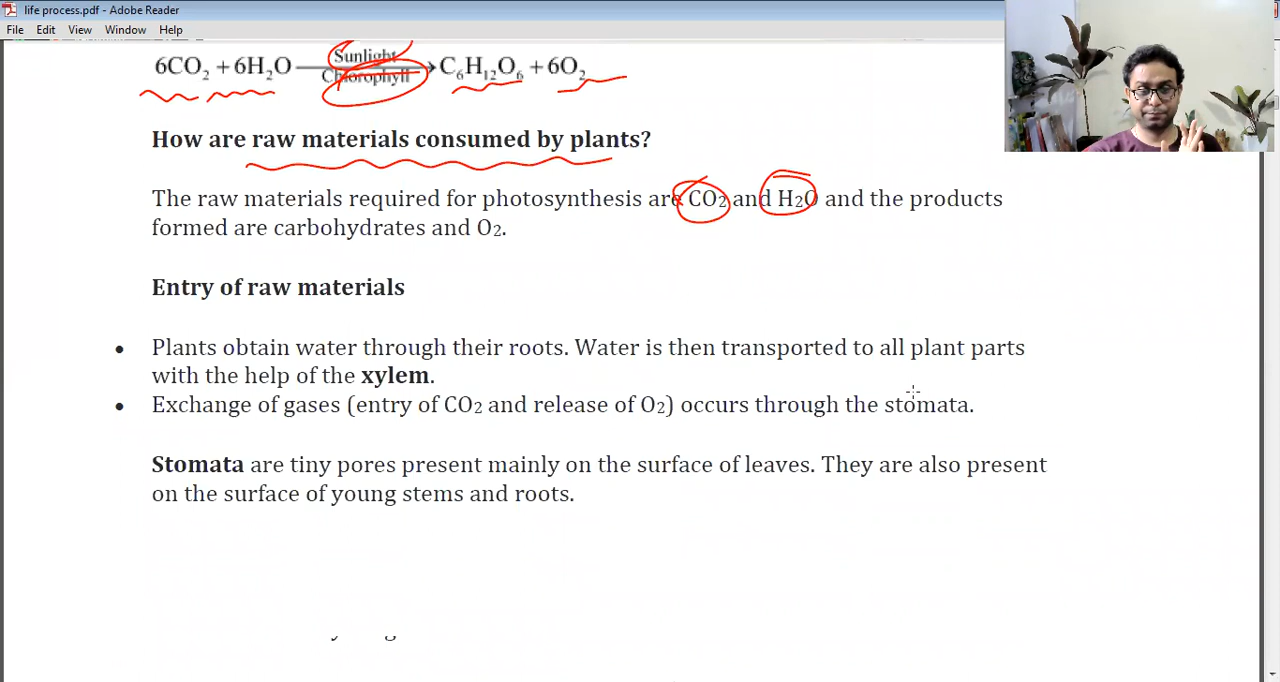 life process.pdf - Adobe Reader
File Edit View Window Help
6CO₂ + 6H₂O Sunlight Chlorophyll → C₆H₁₂O₆ + 6O₂
How are raw materials consumed by plants?
The raw materials required for photosynthesis are CO₂ and H₂O and the products
formed are carbohydrates and O₂.
Entry of raw materials
• Plants obtain water through their roots. Water is then transported to all plant parts
with the help of the xylem.
• Exchange of gases (entry of CO₂ and release of O₂) occurs through the stomata.
Stomata are tiny pores present mainly on the surface of leaves. They are also present
on the surface of young stems and roots.